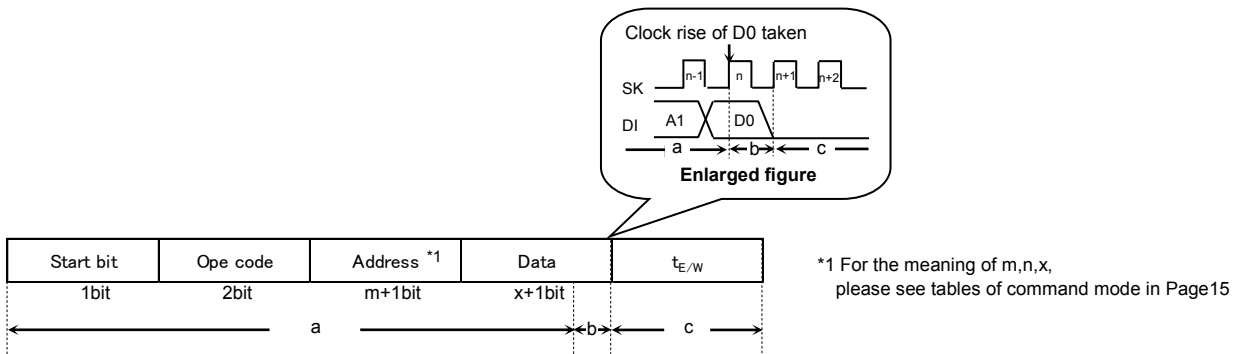 Clock rise of D0 taken
SK n-1 n n+1 n+2
DI A1 D0
a b c
Enlarged figure
Start bit Ope code Address *1 Data tE/W
1bit 2bit m+1bit x+1bit
a b c
*1 For the meaning of m,n,x,
please see tables of command mode in Page15